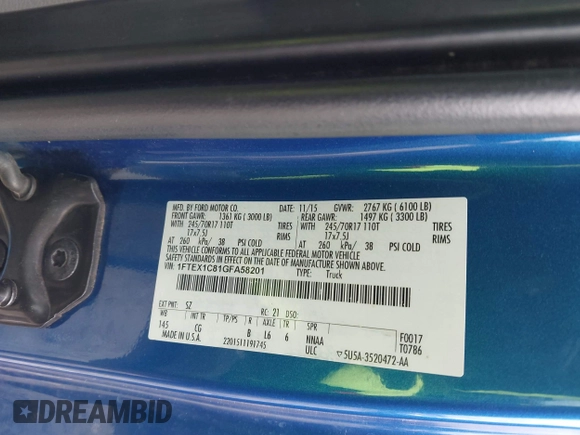 MFD. BY FORD MOTOR CO. 11/15 GVWR: 2767 KG ( 6100 LB)
FRONT GAWR: 1361 KG ( 3000 LB) REAR GAWR: 1497 KG ( 3300 LB)
WITH 245/70R17 110T TIRES WITH 245/70R17 110T TIRES
17x7.5J RIMS 17x7.5J RIMS
AT 260 kPa/ 38 PSI COLD AT 260 kPa/ 38 PSI COLD
THIS VEHICLE CONFORMS TO ALL APPLICABLE FEDERAL MOTOR VEHICLE
SAFETY STANDARDS IN EFFECT ON THE DATE OF MANUFACTURE SHOWN ABOVE.
VIN: 1FTEX1C81GFA58201 TYPE: Truck
EXT PNT: SZ RC: 21 DSO:
WB INT TR TP/PS R AXLE TR SPR F0017
145 CG B L6 6 NNAA T0786
MADE IN U.S.A. 2201511191745 ULC 5U5A-3520472-AA
DREAMBID